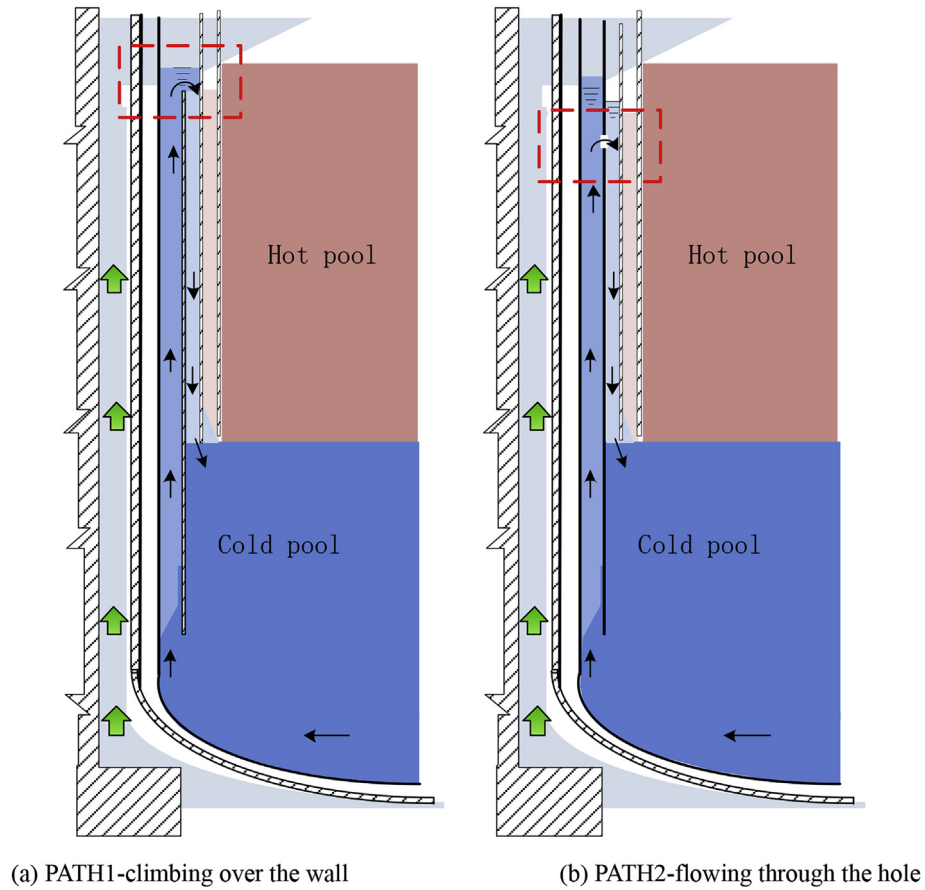 Hot pool
Cold pool
Hot pool
Cold pool
(a) PATH1-climbing over the wall
(b) PATH2-flowing through the hole